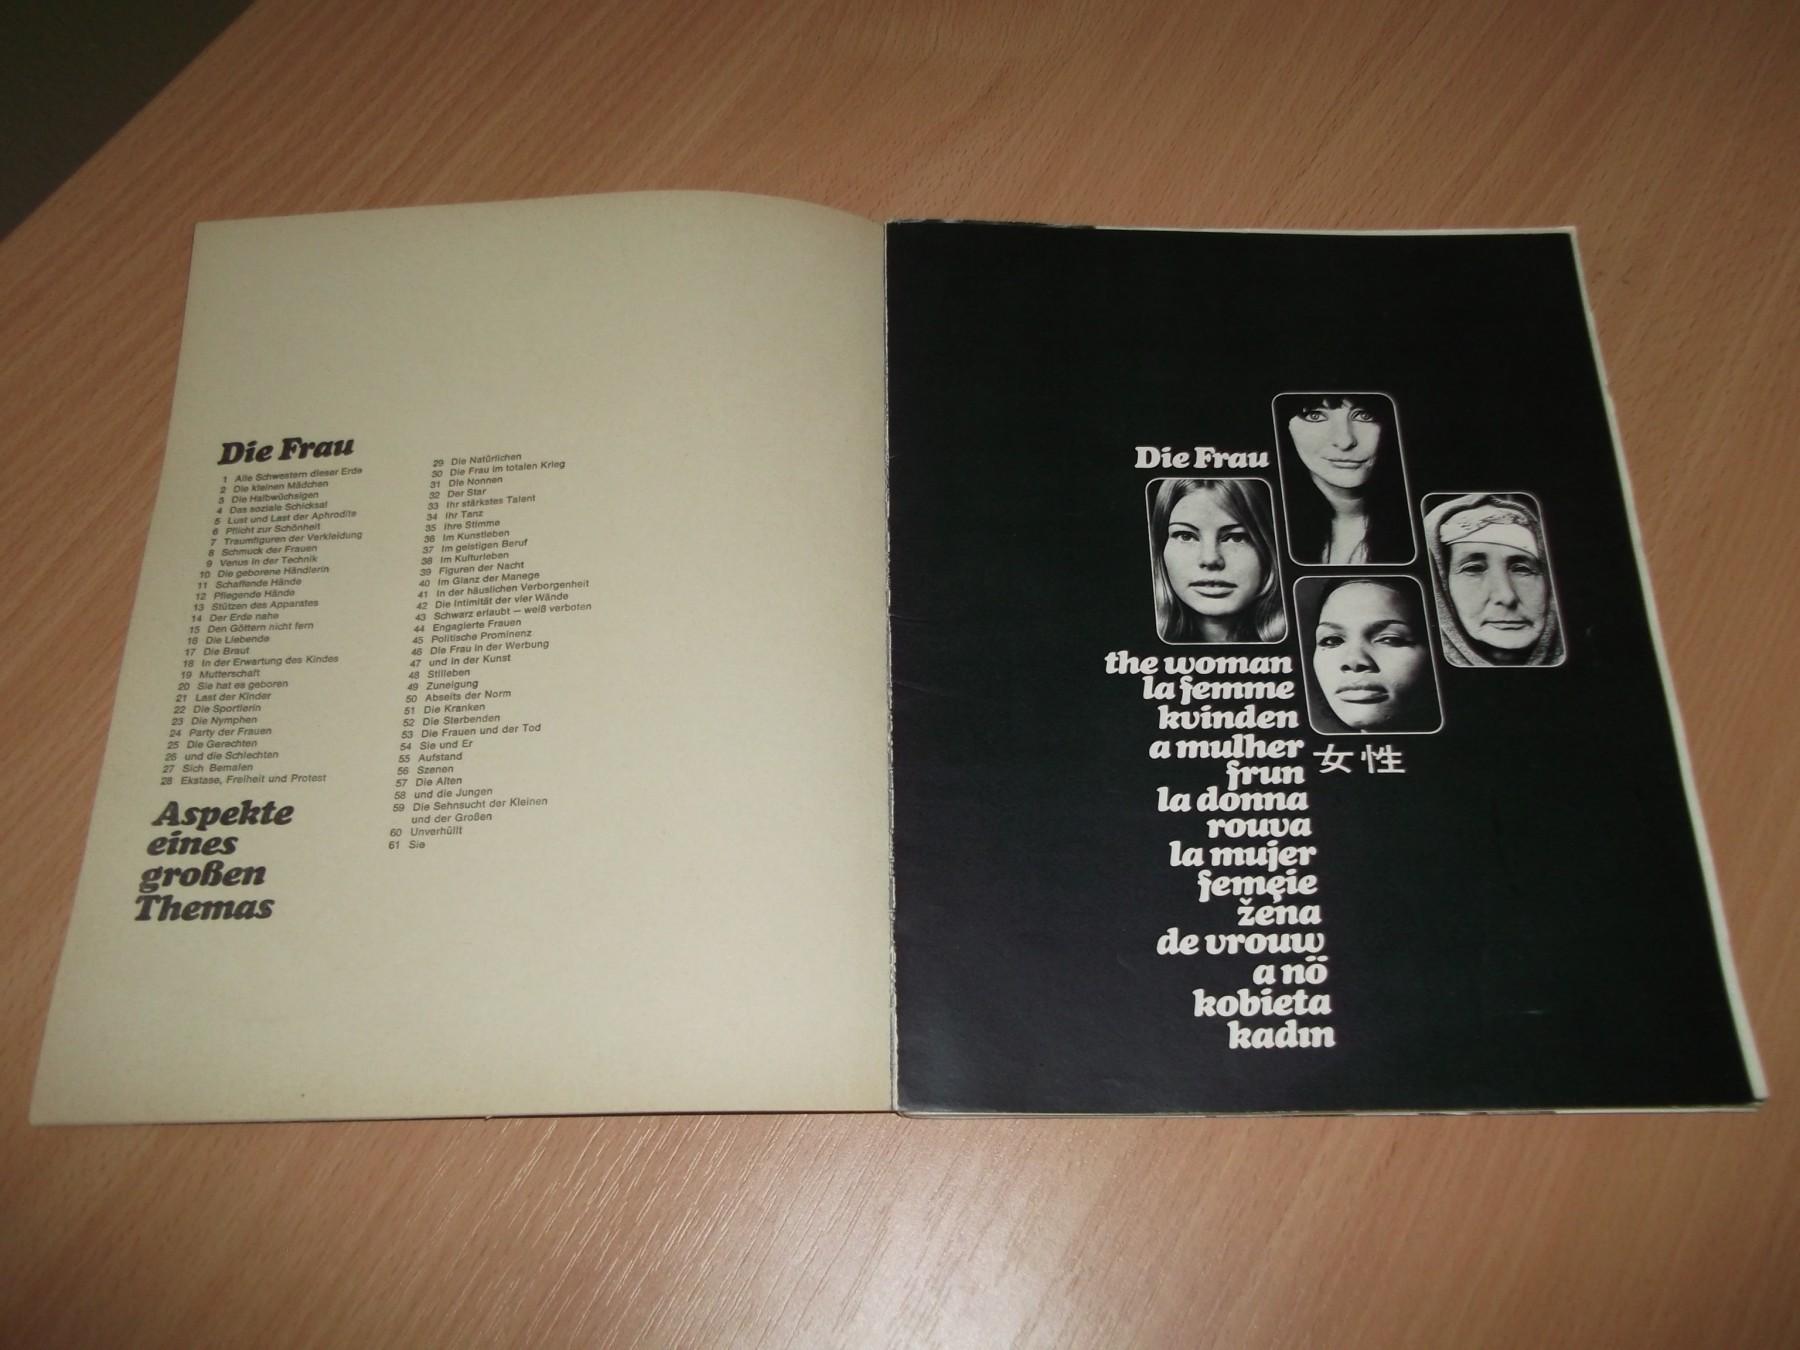 Die Frau
1 Alle Schwestern dieser Erde
2 Die kleinen Mädchen
3 Die Halbwüchsigen
4 Das soziale Schicksal
5 Lust und Last der Aphrodite
6 Pflicht zur Schönheit
7 Traumfiguren der Verkleidung
8 Schmuck der Frauen
9 Venus in der Technik
10 Die geborene Händlerin
11 Schaffende Hände
12 Pflegende Hände
13 Stützen des Apparates
14 Der Erde nahe
15 Den Göttern nicht fern
16 Die Liebende
17 Die Braut
18 In der Erwartung des Kindes
19 Mutterschaft
20 Sie hat es geboren
21 Last der Kinder
22 Die Sportlerin
23 Die Nymphen
24 Party der Frauen
25 Die Gerechten
26 und die Schlechten
27 Sich Bemalen
28 Ekstase, Freiheit und Protest
Aspekte
eines
großen
Themas
29 Die Natürlichen
30 Die Frau im totalen Krieg
31 Die Nonnen
32 Der Star
33 Ihr stärkstes Talent
34 Ihr Tanz
35 Ihre Stimme
36 Im Kunstleben
37 Im geistigen Beruf
38 Im Kulturleben
39 Figuren der Nacht
40 Im Glanz der Manege
41 In der häuslichen Verborgenheit
42 Die Intimität der vier Wände
43 Schwarz erlaubt — weiß verboten
44 Engagierte Frauen
45 Politische Prominenz
46 Die Frau in der Werbung
47 und in der Kunst
48 Stilleben
49 Zuneigung
50 Abseits der Norm
51 Die Kranken
52 Die Sterbenden
53 Die Frauen und der Tod
54 Sie und Er
55 Aufstand
56 Szenen
57 Die Alten
58 und die Jungen
59 Die Sehnsucht der Kleinen
und der Großen
60 Unverhüllt
61 Sie
Die Frau
the woman
la femme
kvinden
a mulher
女性
frun
la donna
rouva
la mujer
femeie
žena
de vrouw
a nö
kobieta
kadın